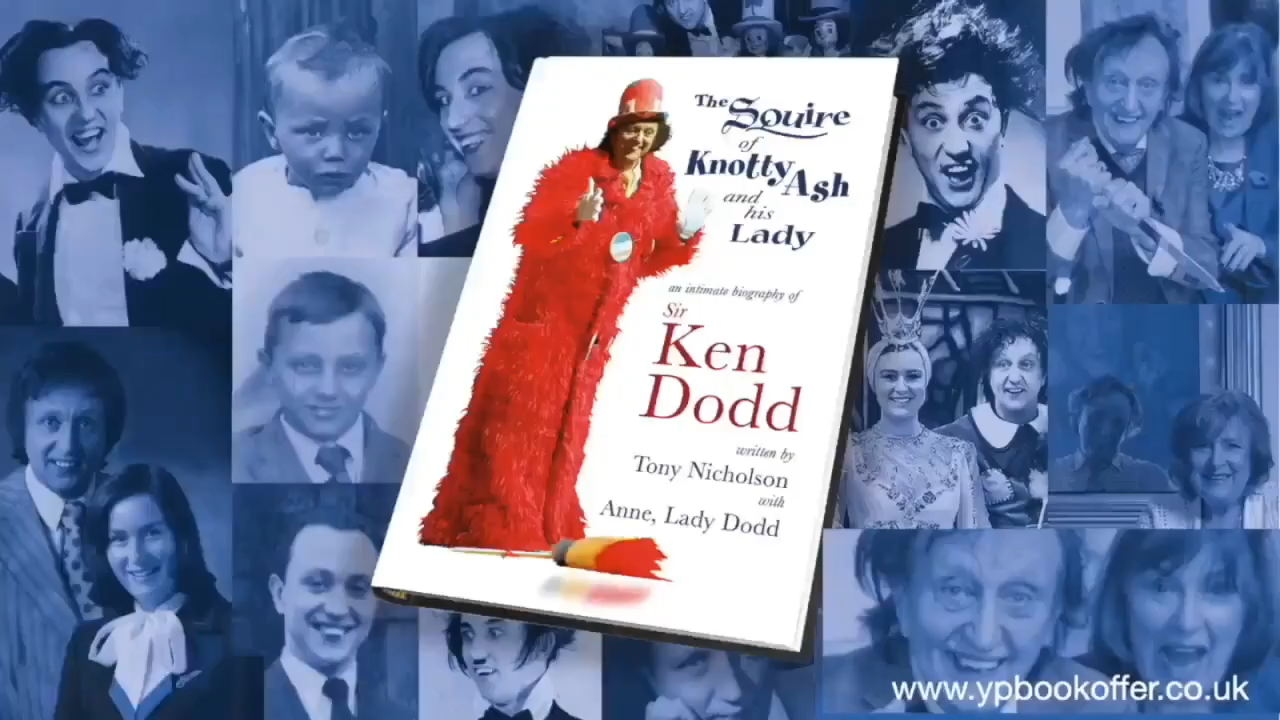 The Squire
of
Knotty Ash
and
his
Lady
an intimate biography of
Sir
Ken
Dodd
written by
Tony Nicholson
with
Anne, Lady Dodd
www.ypbookoffer.co.uk